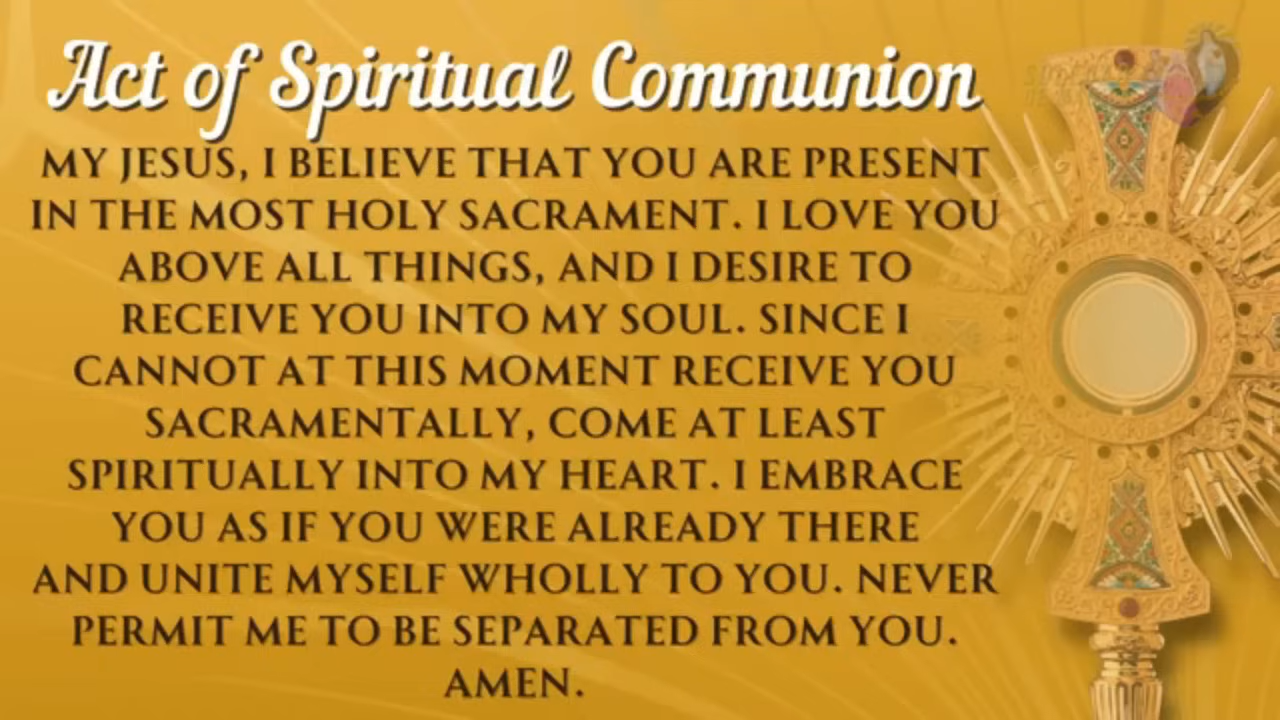 Act of Spiritual Communion
MY JESUS, I BELIEVE THAT YOU ARE PRESENT
IN THE MOST HOLY SACRAMENT. I LOVE YOU
ABOVE ALL THINGS, AND I DESIRE TO
RECEIVE YOU INTO MY SOUL. SINCE I
CANNOT AT THIS MOMENT RECEIVE YOU
SACRAMENTALLY, COME AT LEAST
SPIRITUALLY INTO MY HEART. I EMBRACE
YOU AS IF YOU WERE ALREADY THERE
AND UNITE MYSELF WHOLLY TO YOU. NEVER
PERMIT ME TO BE SEPARATED FROM YOU.
AMEN.